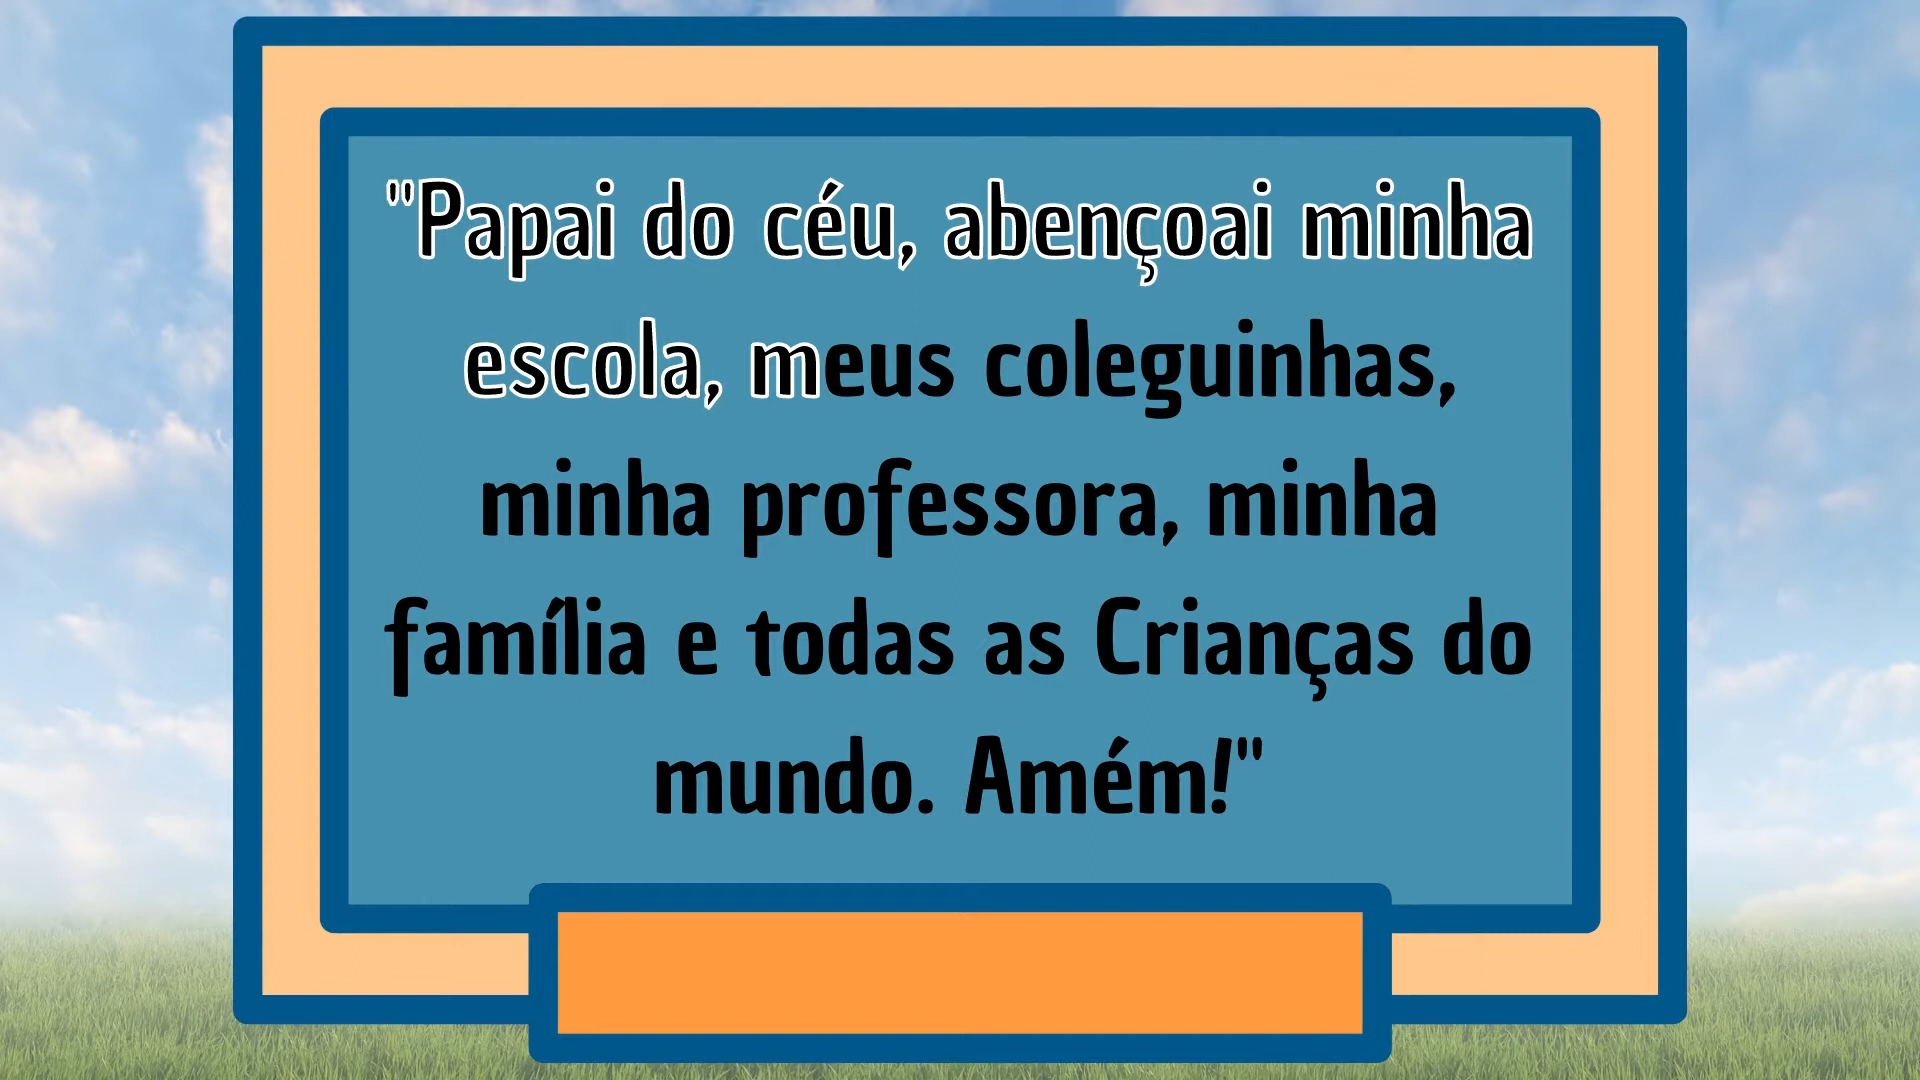 "Papai do céu, abençoai minha
escola, meus coleguinhas,
minha professora, minha
família e todas as Crianças do
mundo. Amém!"